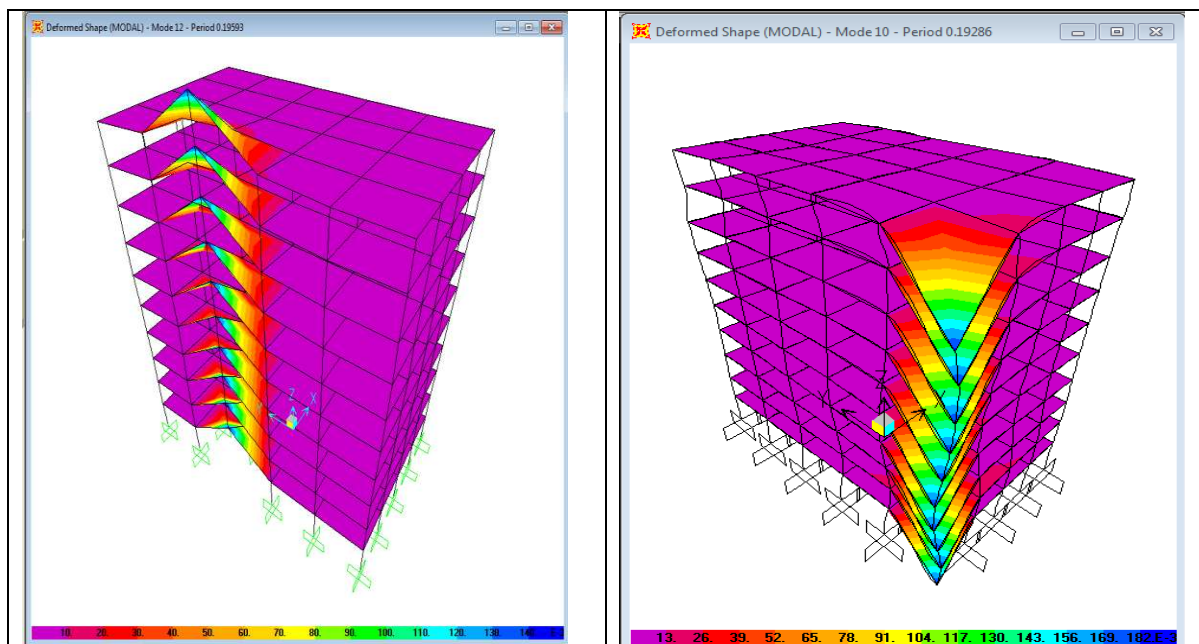 Deformed Shape (MODAL) - Mode 12 - Period 0.19593
Z
X
10. 20. 30. 40. 50. 60. 70. 80. 90. 100. 110. 120. 130.
Deformed Shape (MODAL) - Mode 10 - Period 0.19286
Z
Y
X
13. 26. 39. 52. 65. 78. 91. 104. 117. 130. 143. 156. 169.